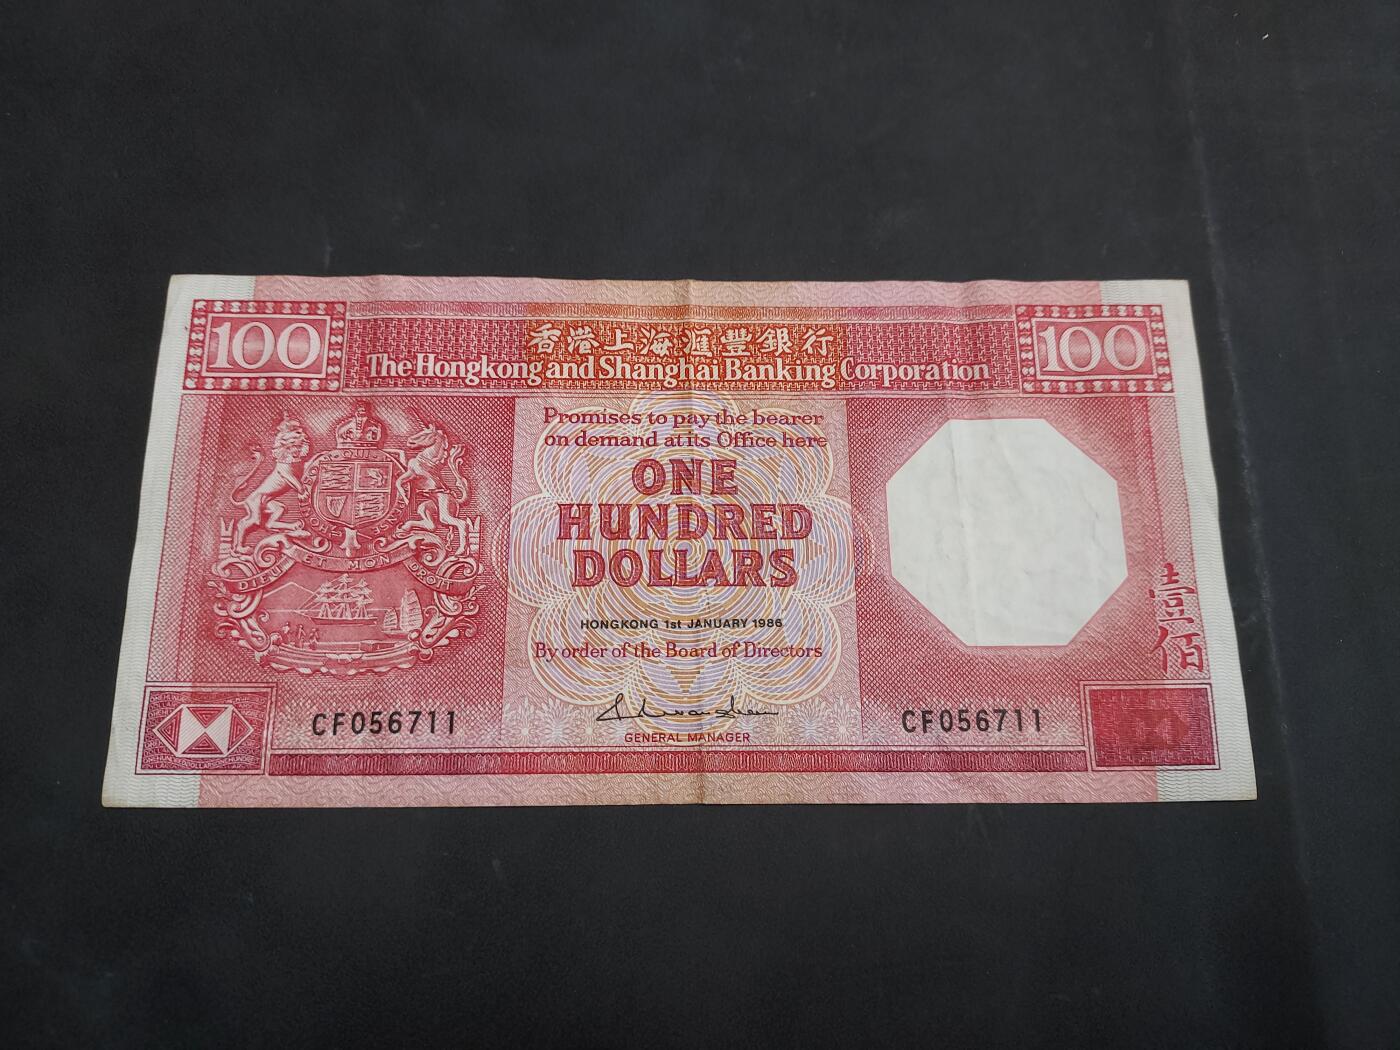 100
香港上海滙豐銀行
100
The Hongkong and Shanghai Banking Corporation
Promises to pay the bearer
on demand at its Office here
ONE
HUNDRED
DOLLARS
DIEU ET MON DROIT
HONGKONG 1st JANUARY 1986
By order of the Board of Directors
壹佰
CF056711
CF056711
GENERAL MANAGER